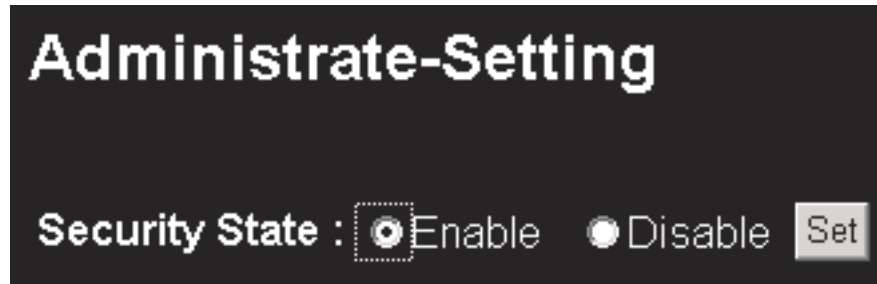 Administrate-Setting
Security State : Enable Disable Set